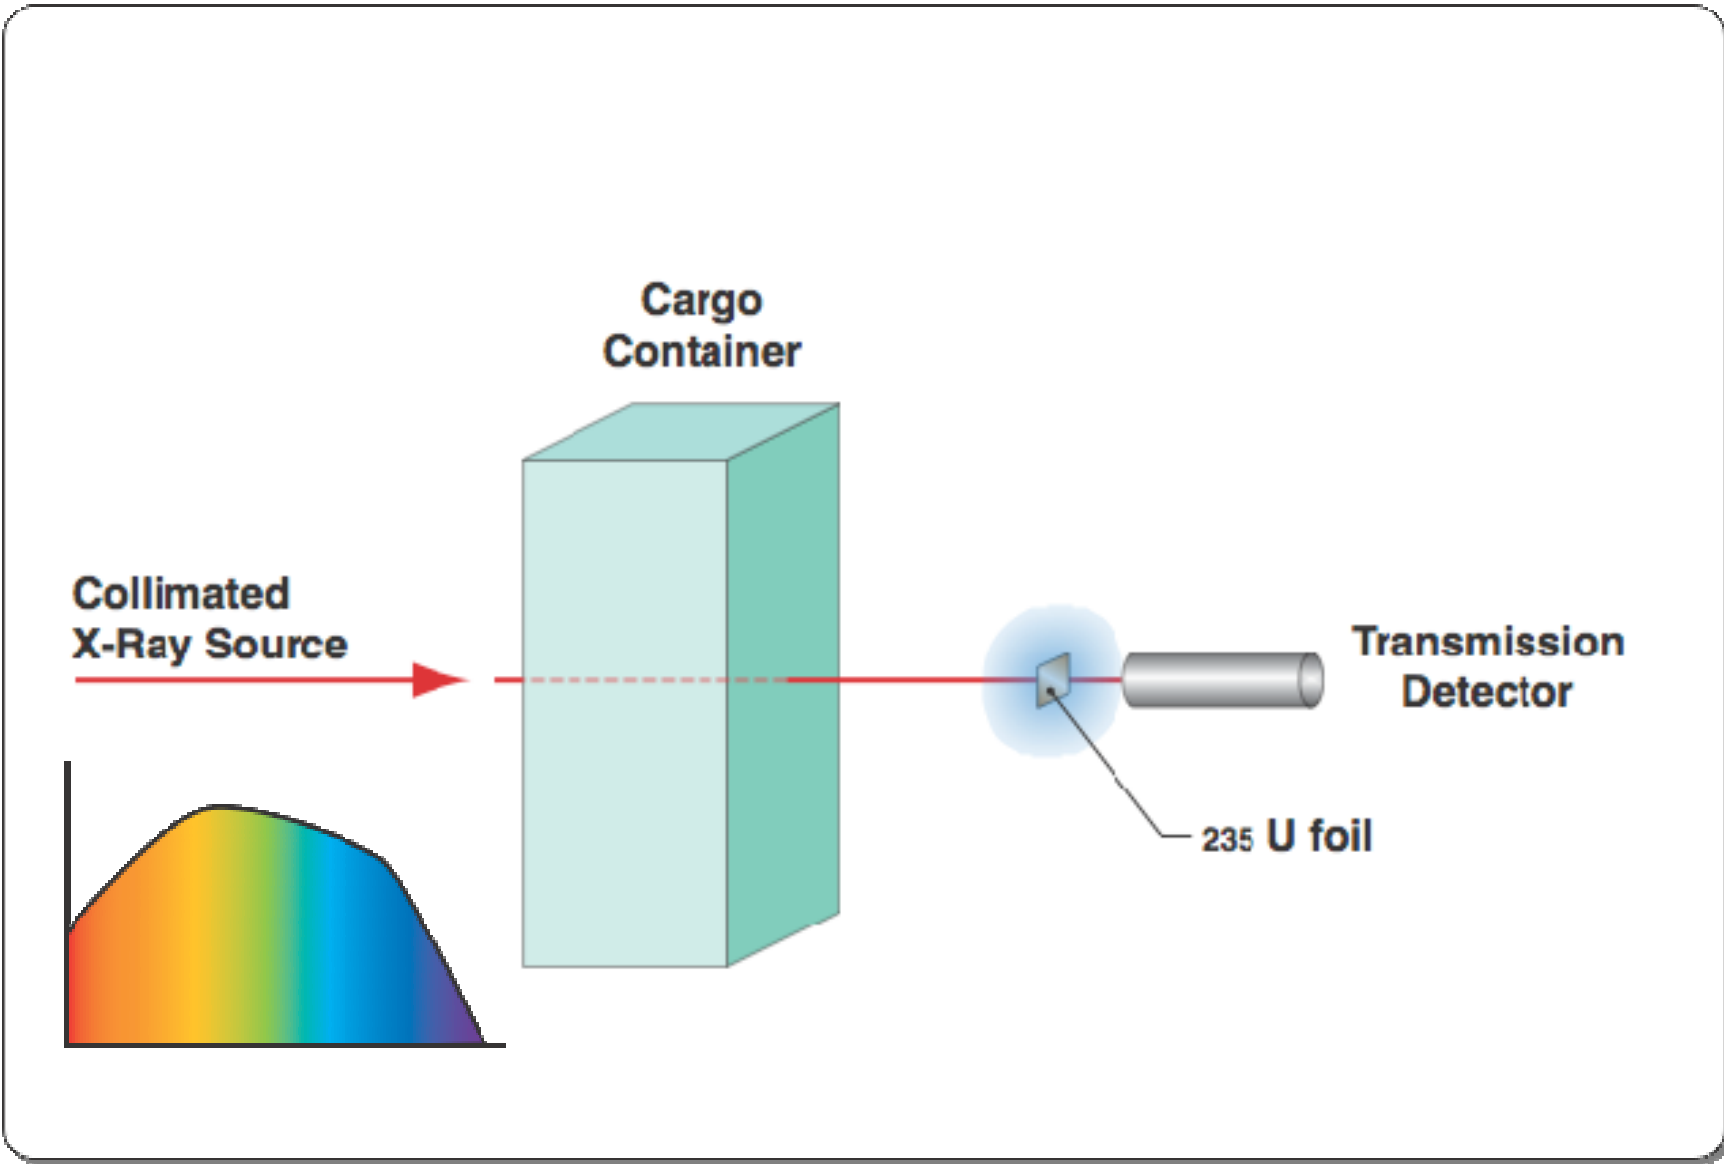 Cargo
Container
Collimated
X-Ray Source
Transmission
Detector
235 U foil